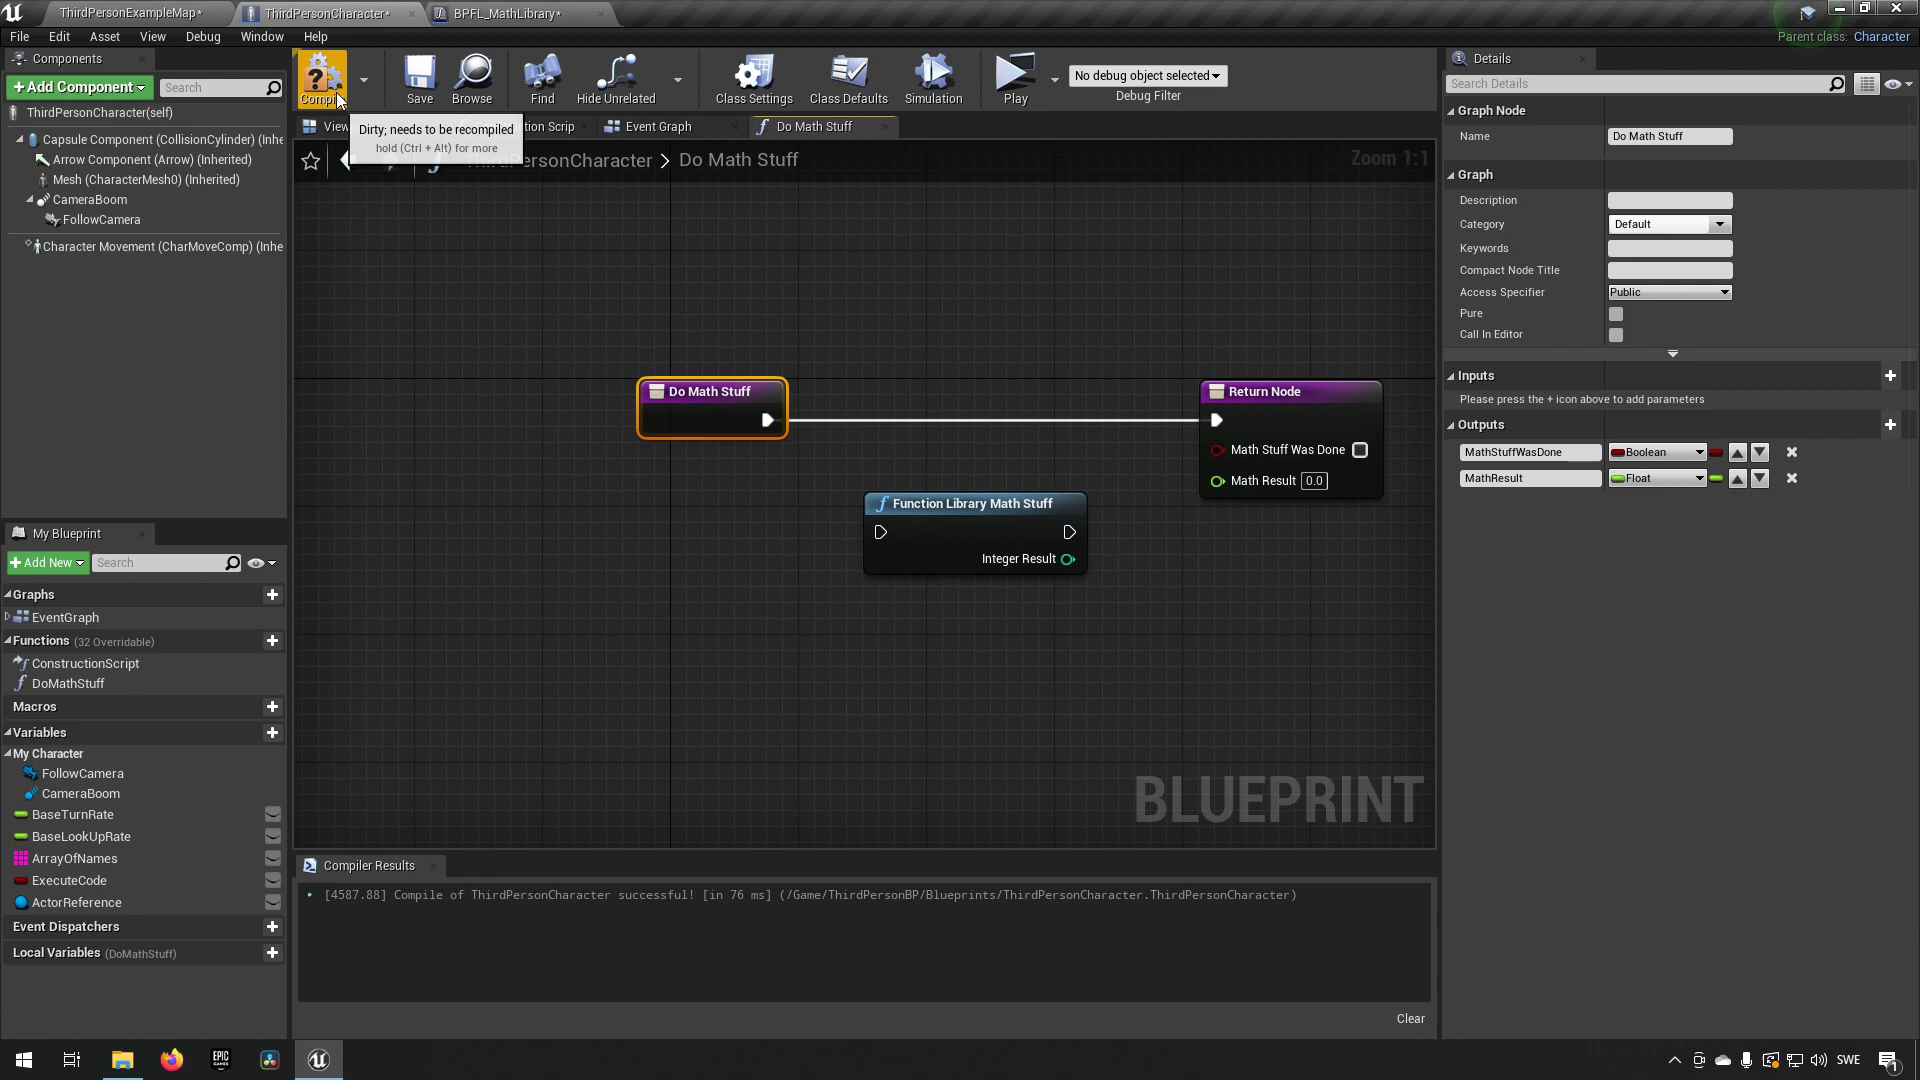 ThirdPersonExampleMap*
ThirdPersonCharacter*
BPFL_MathLibrary*
File Edit Asset View Debug Window Help
Parent class: Character
Components
+Add Component
Search
ThirdPersonCharacter(self)
Capsule Component (CollisionCylinder) (Inhe
Arrow Component (Arrow) (Inherited)
Mesh (CharacterMesh0) (Inherited)
CameraBoom
FollowCamera
Character Movement (CharMoveComp) (Inhe
Save
Browse
Find
Hide Unrelated
Class Settings
Class Defaults
Simulation
Play
No debug object selected
Debug Filter
Dirty; needs to be recompiled
hold (Ctrl + Alt) for more
Event Graph
Do Math Stuff
ThirdPersonCharacter > Do Math Stuff
Zoom 1:1
Do Math Stuff
Return Node
Math Stuff Was Done
Math Result 0.0
Function Library Math Stuff
Integer Result
BLUEPRINT
My Blueprint
+Add New
Search
Graphs
EventGraph
Functions (32 Overridable)
ConstructionScript
DoMathStuff
Macros
Variables
My Character
FollowCamera
CameraBoom
BaseTurnRate
BaseLookUpRate
ArrayOfNames
ExecuteCode
ActorReference
Event Dispatchers
Local Variables (DoMathStuff)
Compiler Results
• [4587.88] Compile of ThirdPersonCharacter successful! [in 76 ms] (/Game/ThirdPersonBP/Blueprints/ThirdPersonCharacter.ThirdPersonCharacter)
Clear
Details
Search Details
Graph Node
Name Do Math Stuff
Graph
Description
Category Default
Keywords
Compact Node Title
Access Specifier Public
Pure
Call In Editor
Inputs
Please press the + icon above to add parameters
Outputs
MathStuffWasDone Boolean
MathResult Float
EPIC
GAMES
SWE
1